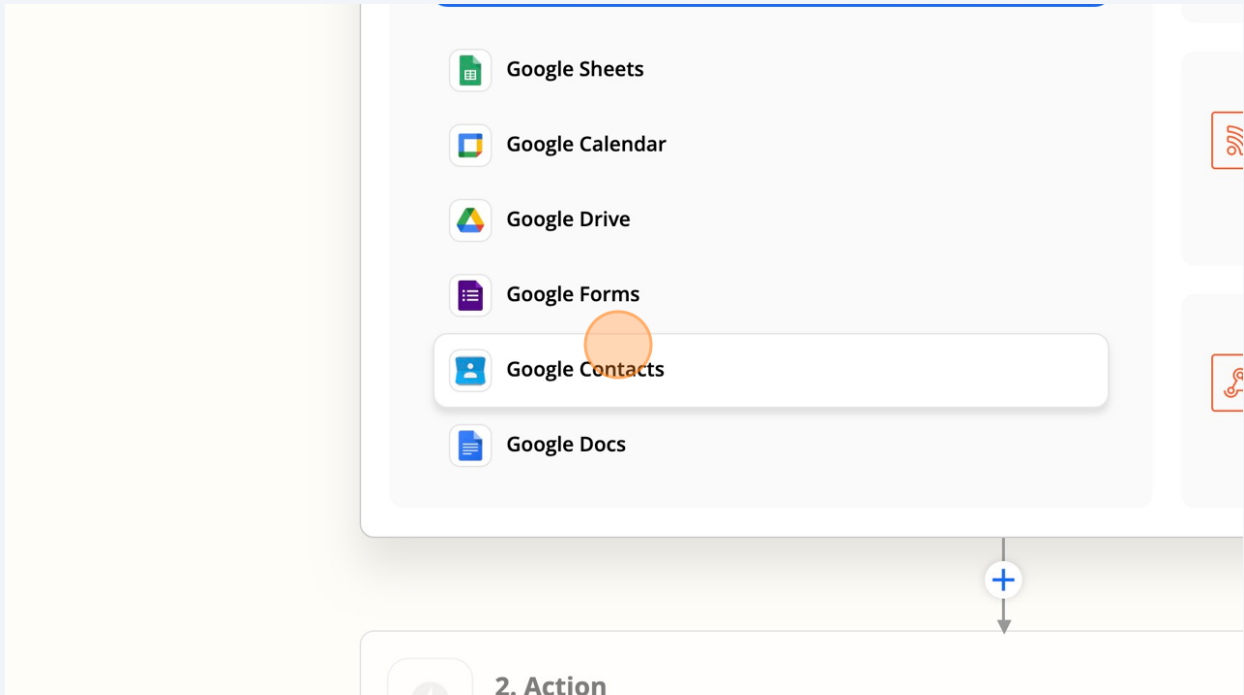 Google Sheets
Google Calendar
Google Drive
Google Forms
Google Contacts
Google Docs
2. Action